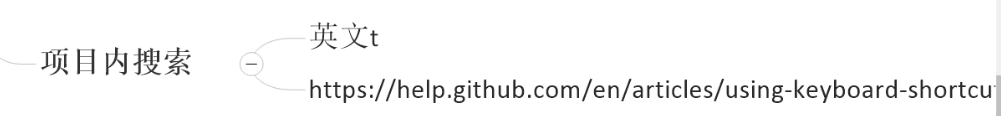 项目内搜索
英文t
https://help.github.com/en/articles/using-keyboard-shortcu